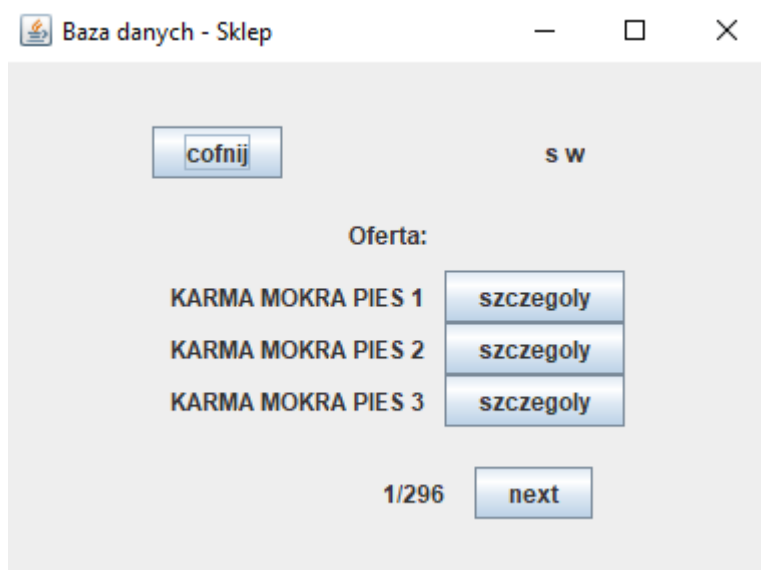 Baza danych - Sklep
cofnij s w
Oferta:
KARMA MOKRA PIES 1 szczegoly
KARMA MOKRA PIES 2 szczegoly
KARMA MOKRA PIES 3 szczegoly
1/296 next